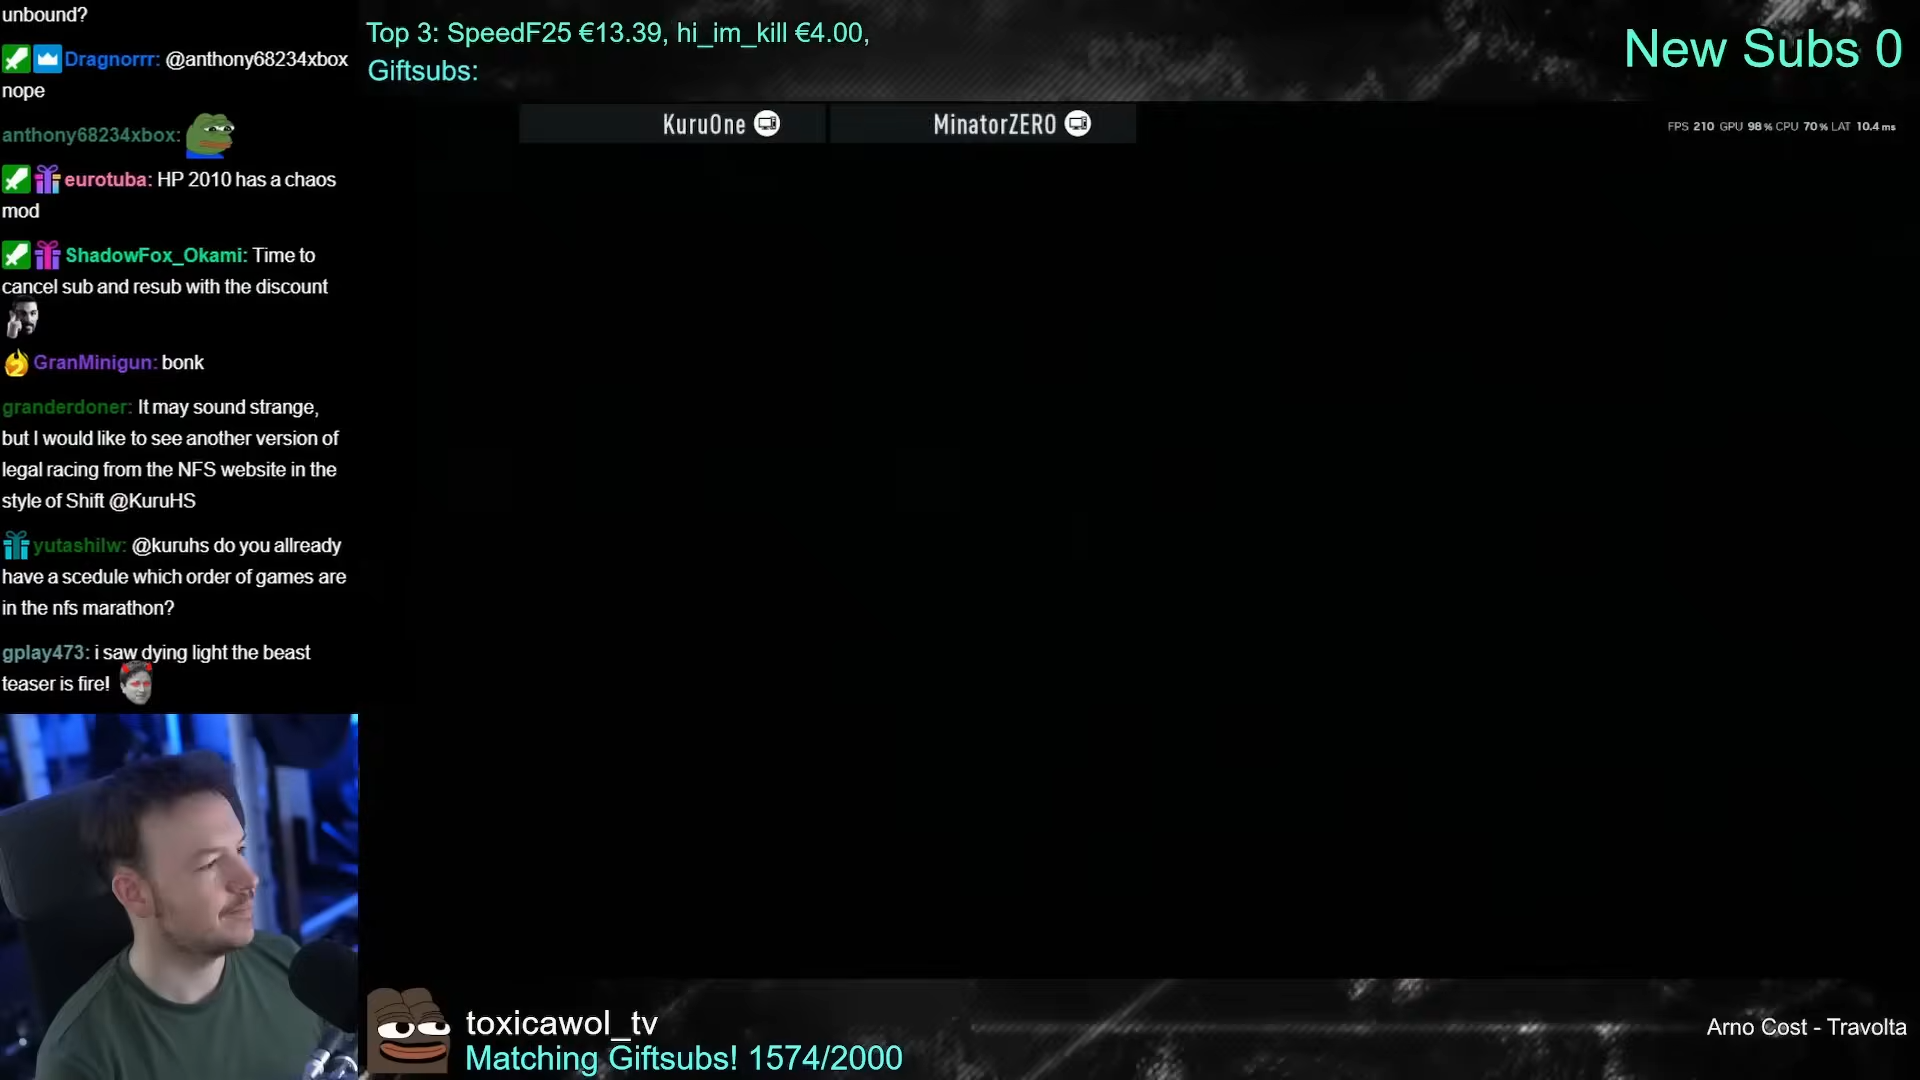 unbound?
Dragnorrr: @anthony68234xbox
nope
anthony68234xbox:
eurotuba: HP 2010 has a chaos
mod
ShadowFox_Okami: Time to
cancel sub and resub with the discount
GranMinigun: bonk
granderdoner: It may sound strange,
but I would like to see another version of
legal racing from the NFS website in the
style of Shift @KuruHS
yutashilw: @kuruhs do you allready
have a scedule which order of games are
in the nfs marathon?
gplay473: i saw dying light the beast
teaser is fire!
Top 3: SpeedF25 €13.39, hi_im_kill €4.00,
Giftsubs:
New Subs 0
KuruOne
MinatorZERO
FPS 210 GPU 98 % CPU 70 % LAT 10.4 ms
toxicawol_tv
Matching Giftsubs! 1574/2000
Arno Cost - Travolta